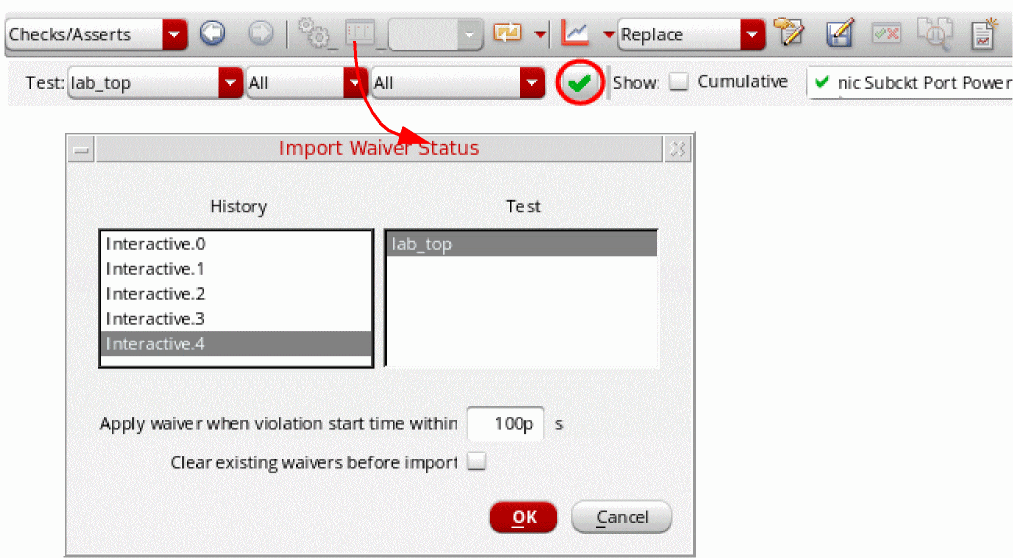 Checks/Asserts Replace
Test: lab_top All All Show: Cumulative nic Subckt Port Power
Import Waiver Status
History Test
Interactive.0 lab_top
Interactive.1
Interactive.2
Interactive.3
Interactive.4
Apply waiver when violation start time within 100p s
Clear existing waivers before import
OK Cancel